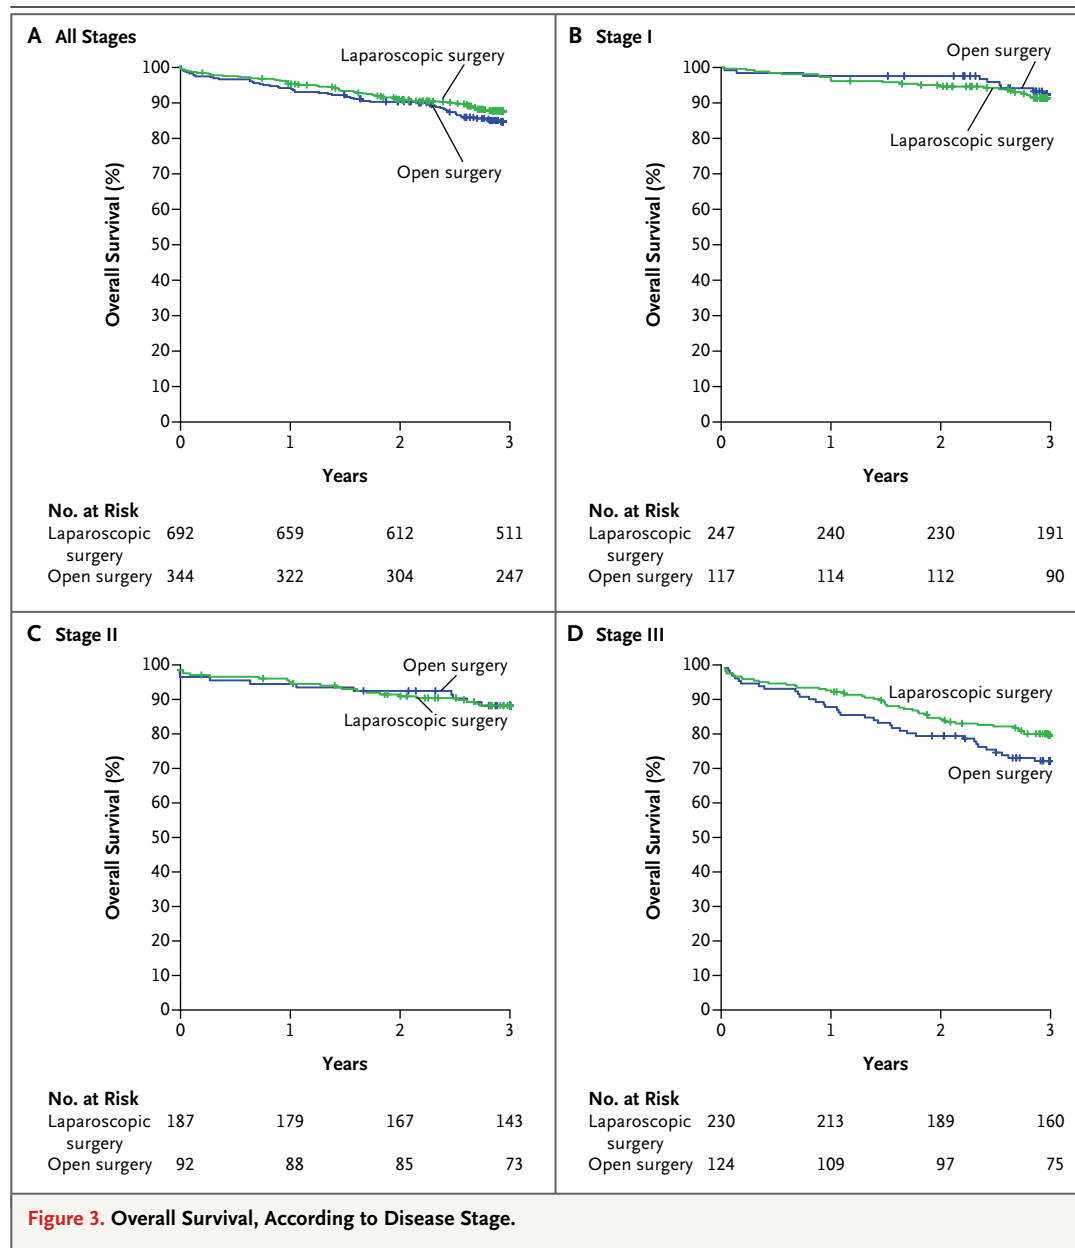 A All Stages
Laparoscopic surgery
Open surgery
100
90
80
70
60
50
40
30
20
10
0
Overall Survival (%)
0 1 2 3
Years
No. at Risk
Laparoscopic surgery 692 659 612 511
Open surgery 344 322 304 247
B Stage I
Open surgery
Laparoscopic surgery
100
90
80
70
60
50
40
30
20
10
0
Overall Survival (%)
0 1 2 3
Years
No. at Risk
Laparoscopic surgery 247 240 230 191
Open surgery 117 114 112 90
C Stage II
Open surgery
Laparoscopic surgery
100
90
80
70
60
50
40
30
20
10
0
Overall Survival (%)
0 1 2 3
Years
No. at Risk
Laparoscopic surgery 187 179 167 143
Open surgery 92 88 85 73
D Stage III
Laparoscopic surgery
Open surgery
100
90
80
70
60
50
40
30
20
10
0
Overall Survival (%)
0 1 2 3
Years
No. at Risk
Laparoscopic surgery 230 213 189 160
Open surgery 124 109 97 75
Figure 3. Overall Survival, According to Disease Stage.